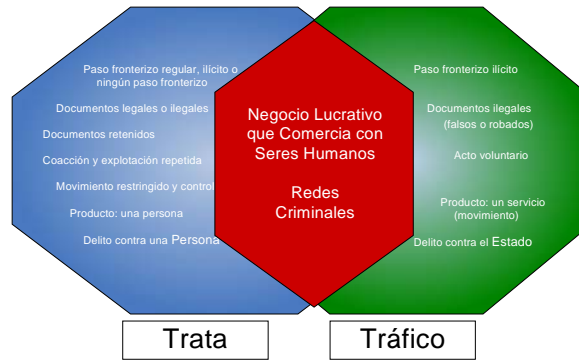 Paso fronterizo regular, ilícito o
ningún paso fronterizo
Documentos legales o ilegales
Documentos retenidos
Coacción y explotación repetida
Movimiento restringido y control
Producto: una persona
Delito contra una Persona
Negocio Lucrativo
que Comercia con
Seres Humanos
Redes
Criminales
Paso fronterizo ilícito
Documentos ilegales
(falsos o robados)
Acto voluntario
Producto: un servicio
(movimiento)
Delito contra el Estado
Trata
Tráfico